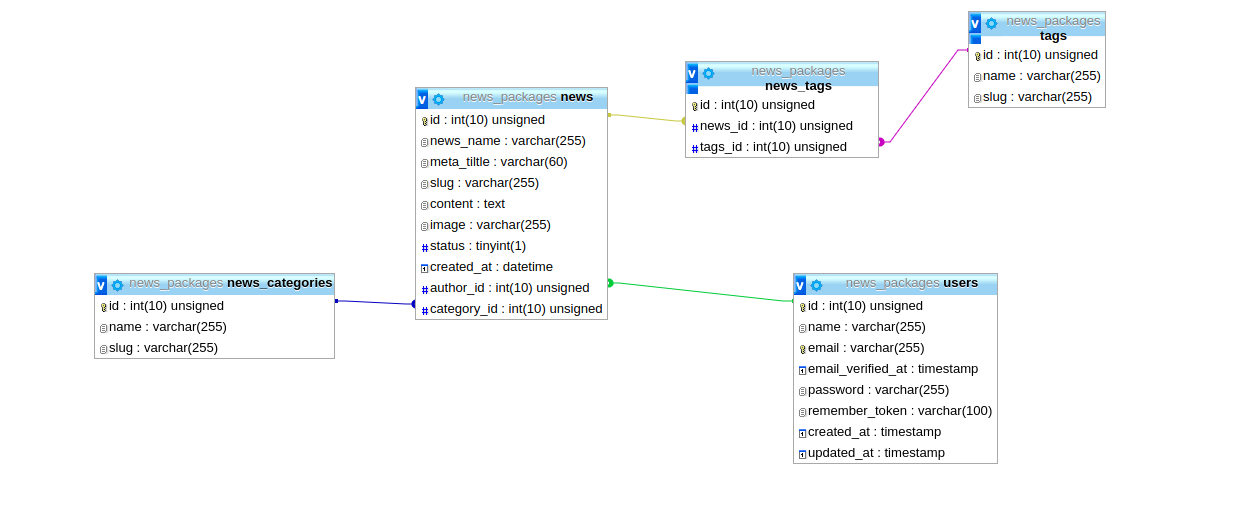 news_packages news_categories
id : int(10) unsigned
name : varchar(255)
slug : varchar(255)
news_packages news
id : int(10) unsigned
news_name : varchar(255)
meta_tiltle : varchar(60)
slug : varchar(255)
content : text
image : varchar(255)
status : tinyint(1)
created_at : datetime
author_id : int(10) unsigned
category_id : int(10) unsigned
news_packages
news_tags
id : int(10) unsigned
news_id : int(10) unsigned
tags_id : int(10) unsigned
news_packages
tags
id : int(10) unsigned
name : varchar(255)
slug : varchar(255)
news_packages users
id : int(10) unsigned
name : varchar(255)
email : varchar(255)
email_verified_at : timestamp
password : varchar(255)
remember_token : varchar(100)
created_at : timestamp
updated_at : timestamp